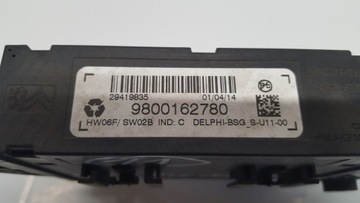 29419835 01/04/14
9800162780
HW06F/ SW02B IND: C DELPHI-BSG_S-U11-00